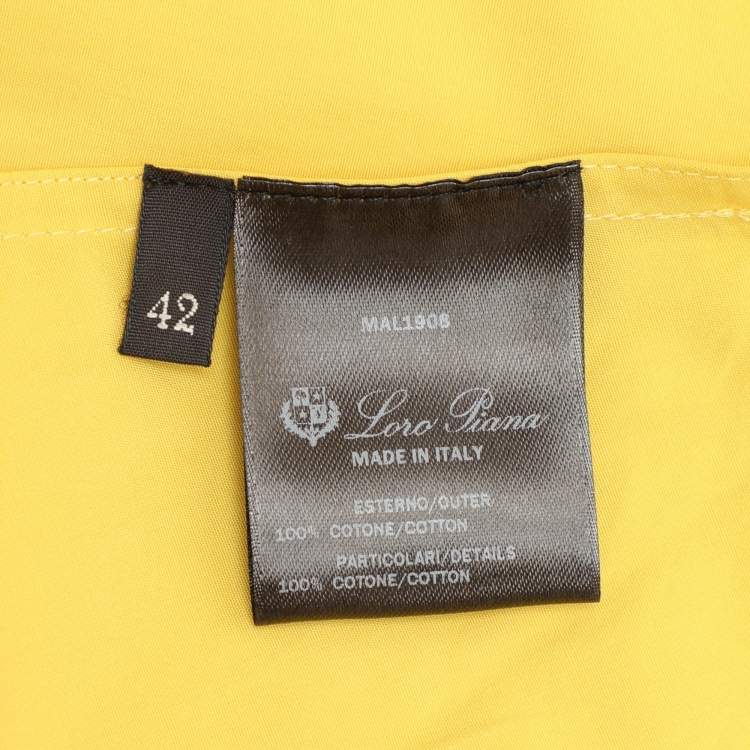 42
MAL1906
Loro Piana
MADE IN ITALY
ESTERNO/OUTER
100% COTONE/COTTON
PARTICOLARI/DETAILS
100% COTONE/COTTON